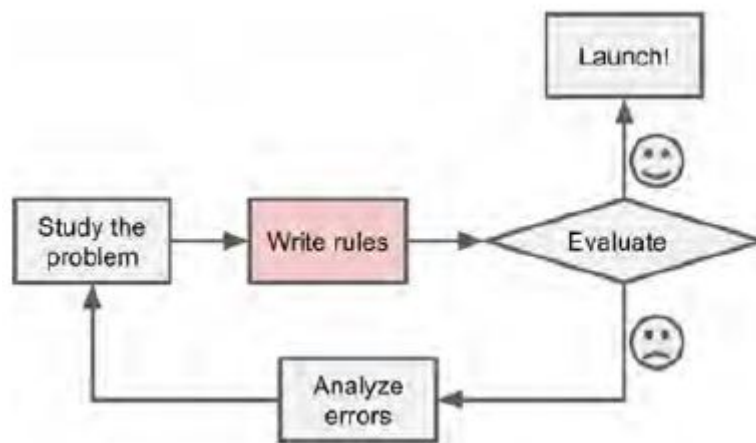 Launch!
Study the
problem
Write rules
Evaluate
Analyze
errors